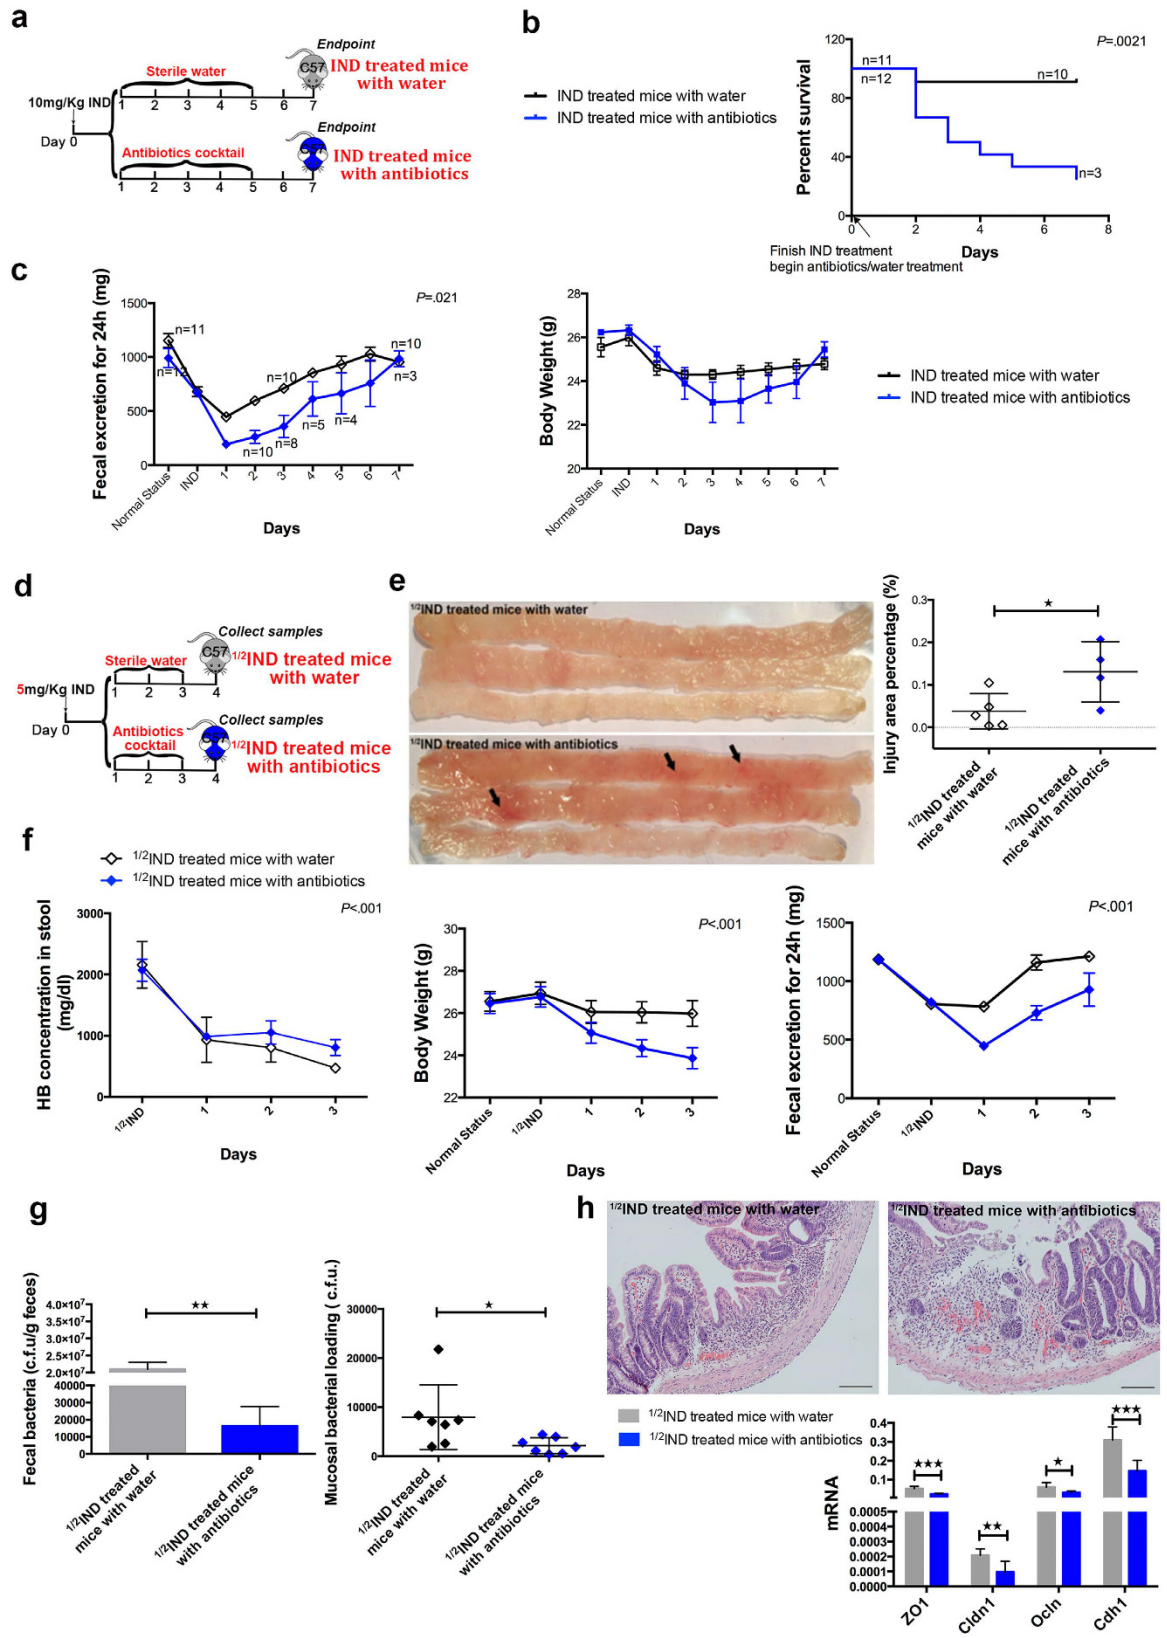 a
Endpoint
Sterile water
C57
IND treated mice
with water
1 2 3 4 5 6 7
10mg/Kg IND
Day 0
Endpoint
Antibiotics cocktail
C57
IND treated mice
with antibiotics
1 2 3 4 5 6 7
b
IND treated mice with water
IND treated mice with antibiotics
P=.0021
Percent survival
120
80
40
0
n=11
n=12
n=10
n=3
0 2 4 6 8
Days
Finish IND treatment
begin antibiotics/water treatment
c
P=.021
Fecal excretion for 24h (mg)
1500
1000
500
0
n=11
n=12
n=10
n=10
n=3
n=10
n=8
n=5
n=4
Normal Status IND 1 2 3 4 5 6 7
Days
Body Weight (g)
28
26
24
22
20
Normal Status IND 1 2 3 4 5 6 7
Days
IND treated mice with water
IND treated mice with antibiotics
d
Collect samples
Sterile water
C57
1/2IND treated mice
with water
1 2 3 4
5mg/Kg IND
Day 0
Collect samples
Antibiotics
cocktail
C57
1/2IND treated mice
with antibiotics
1 2 3 4
e
1/2IND treated mice with water
1/2IND treated mice with antibiotics
Injury area percentage (%)
0.3
0.2
0.1
0.0
★
1/2IND treated
mice with water
1/2IND treated
mice with antibiotics
f
1/2IND treated mice with water
1/2IND treated mice with antibiotics
P<.001
HB concentration in stool
(mg/dl)
3000
2000
1000
0
1/2IND 1 2 3
Days
P<.001
Body Weight (g)
30
28
26
24
22
Normal Status 1/2IND 1 2 3
Days
P<.001
Fecal excretion for 24h (mg)
1500
1000
500
0
Normal Status 1/2IND 1 2 3
Days
g
Fecal bacteria (c.f.u/g feces)
4.0×10⁷
3.5×10⁷
3.0×10⁷
2.5×10⁷
2.0×10⁷
40000
30000
20000
10000
0
★★
1/2IND treated
mice with water
1/2IND treated mice
with antibiotics
Mucosal bacterial loading ( c.f.u.)
30000
20000
10000
0
★
1/2IND treated
mice with water
1/2IND treated mice
with antibiotics
h
1/2IND treated mice with water
1/2IND treated mice with antibiotics
1/2IND treated mice with water
1/2IND treated mice with antibiotics
mRNA
0.4
0.3
0.2
0.1
0.0005
0.0004
0.0003
0.0002
0.0001
0.0000
★★★
★★
★
★★★
ZO1 Cldn1 Ocln Cdh1